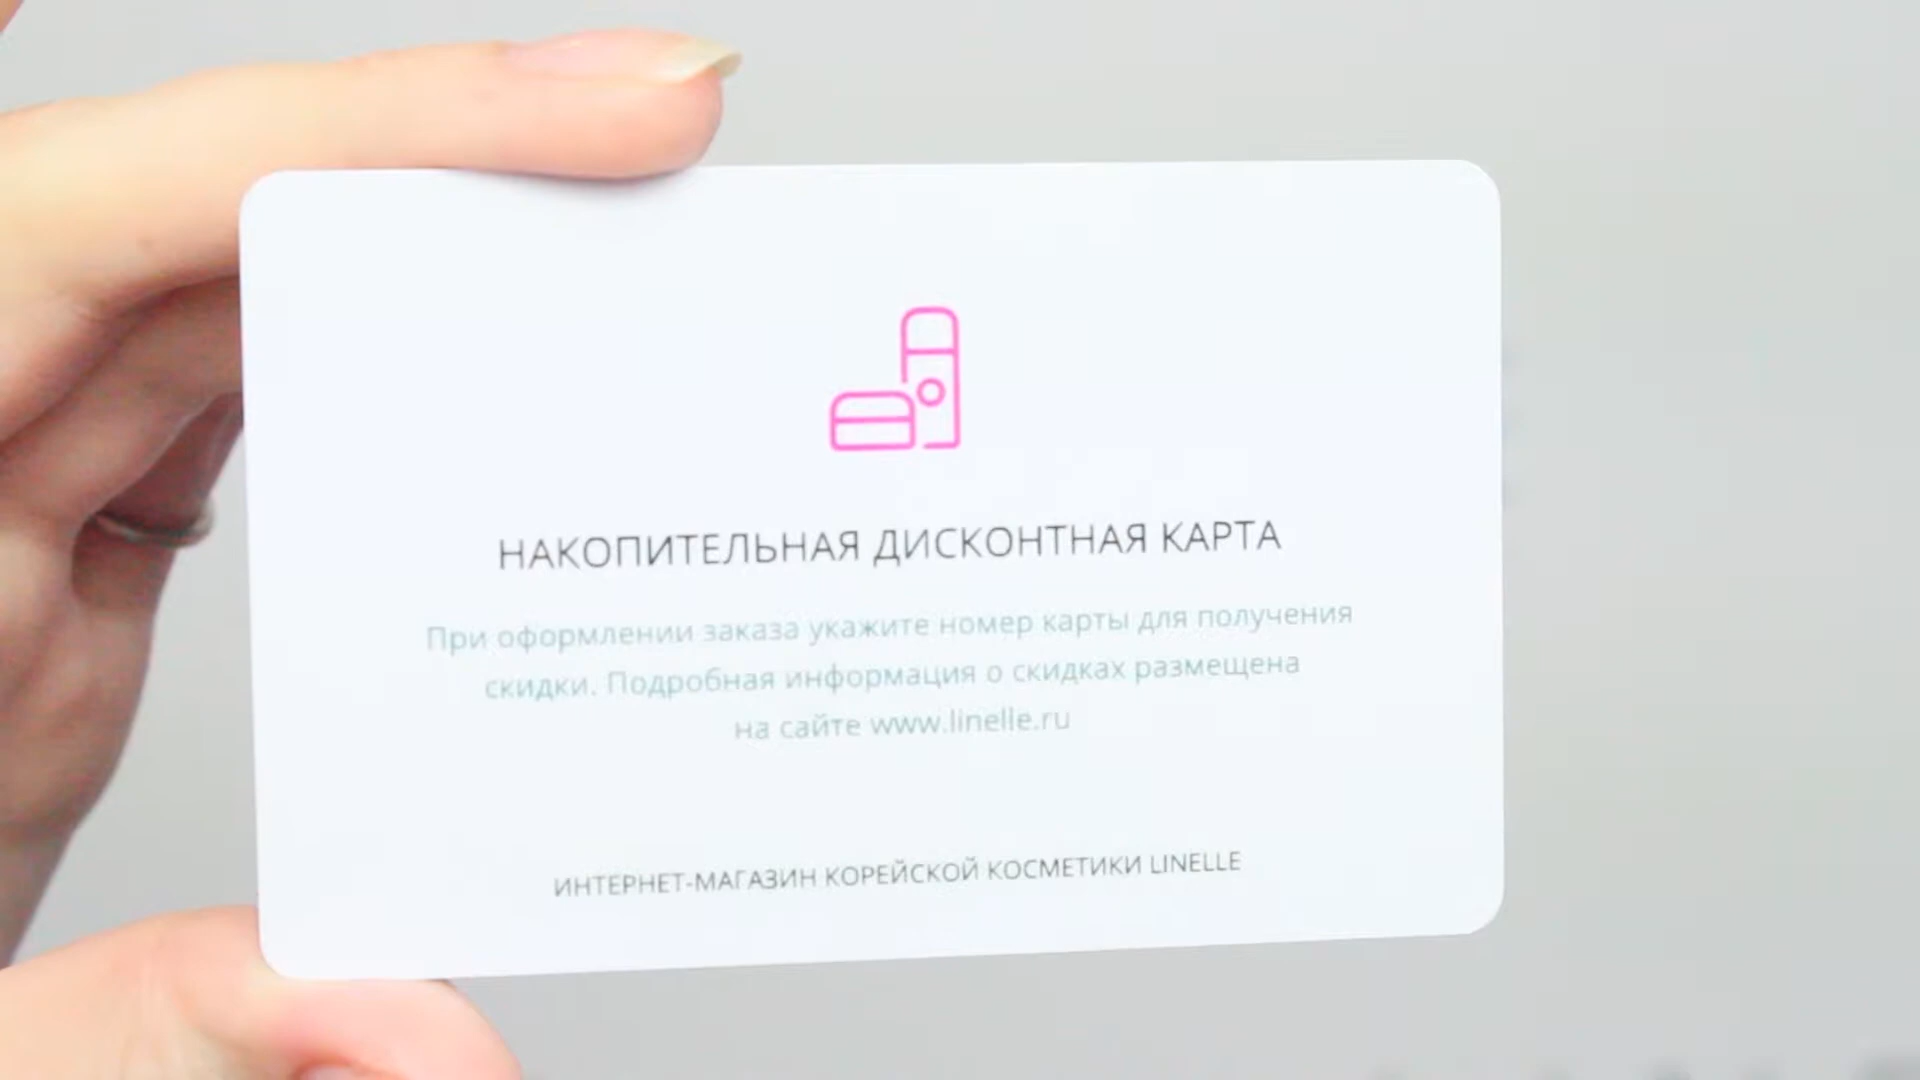 НАКОПИТЕЛЬНАЯ ДИСКОНТНАЯ КАРТА
При оформлении заказа укажите номер карты для получения
скидки. Подробная информация о скидках размещена
на сайте www.linelle.ru
ИНТЕРНЕТ-МАГАЗИН КОРЕЙСКОЙ КОСМЕТИКИ LINELLE